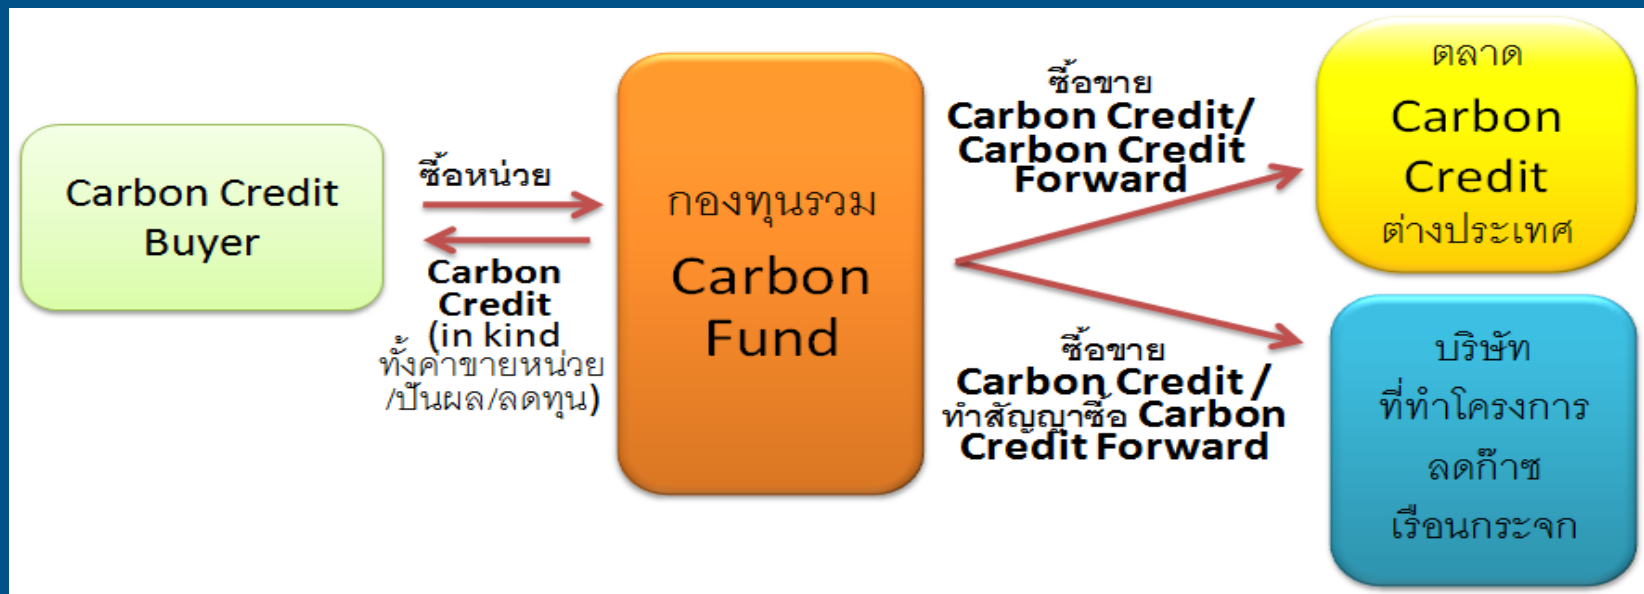 Carbon Credit
Buyer
ซื้อหน่วย
Carbon
Credit
(in kind
ทั้งค่าขายหน่วย
/ปันผล/ลดทุน)
กองทุนรวม
Carbon
Fund
ซื้อขาย
Carbon Credit/
Carbon Credit
Forward
ซื้อขาย
Carbon Credit /
ทำสัญญาซื้อ Carbon
Credit Forward
ตลาด
Carbon
Credit
ต่างประเทศ
บริษัท
ที่ทำโครงการ
ลดก๊าซ
เรือนกระจก